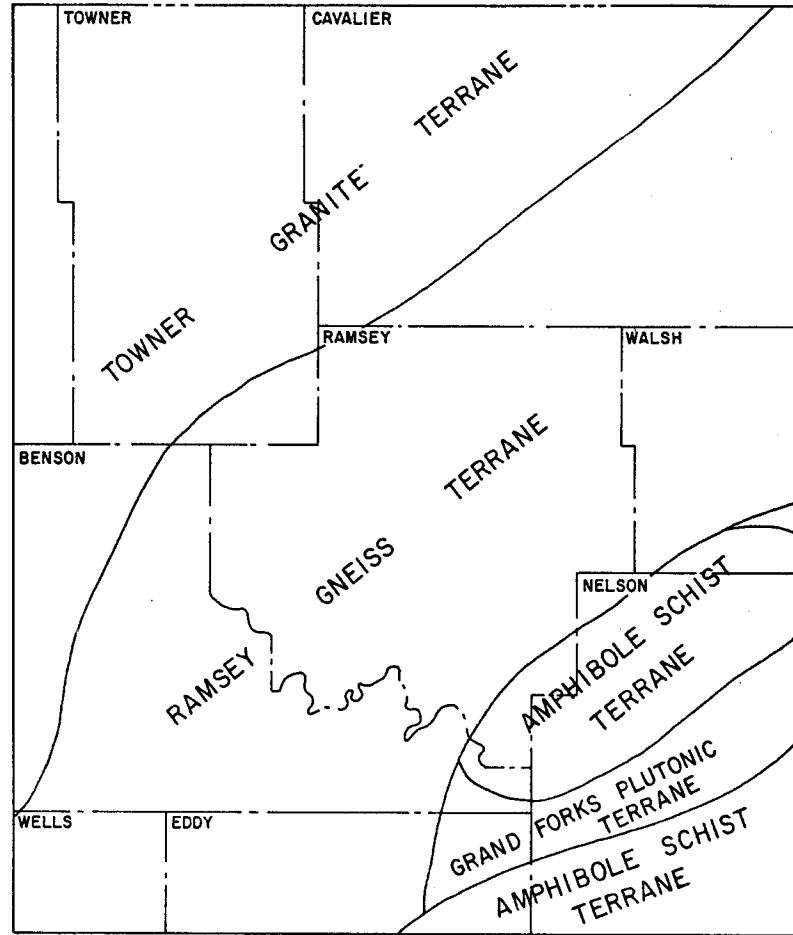 TOWNER
CAVALIER
TOWNER GRANITE TERRANE
RAMSEY
WALSH
BENSON
RAMSEY GNEISS TERRANE
NELSON
AMPHIBOLE SCHIST
TERRANE
WELLS
EDDY
GRAND FORKS PLUTONIC
TERRANE
AMPHIBOLE SCHIST
TERRANE